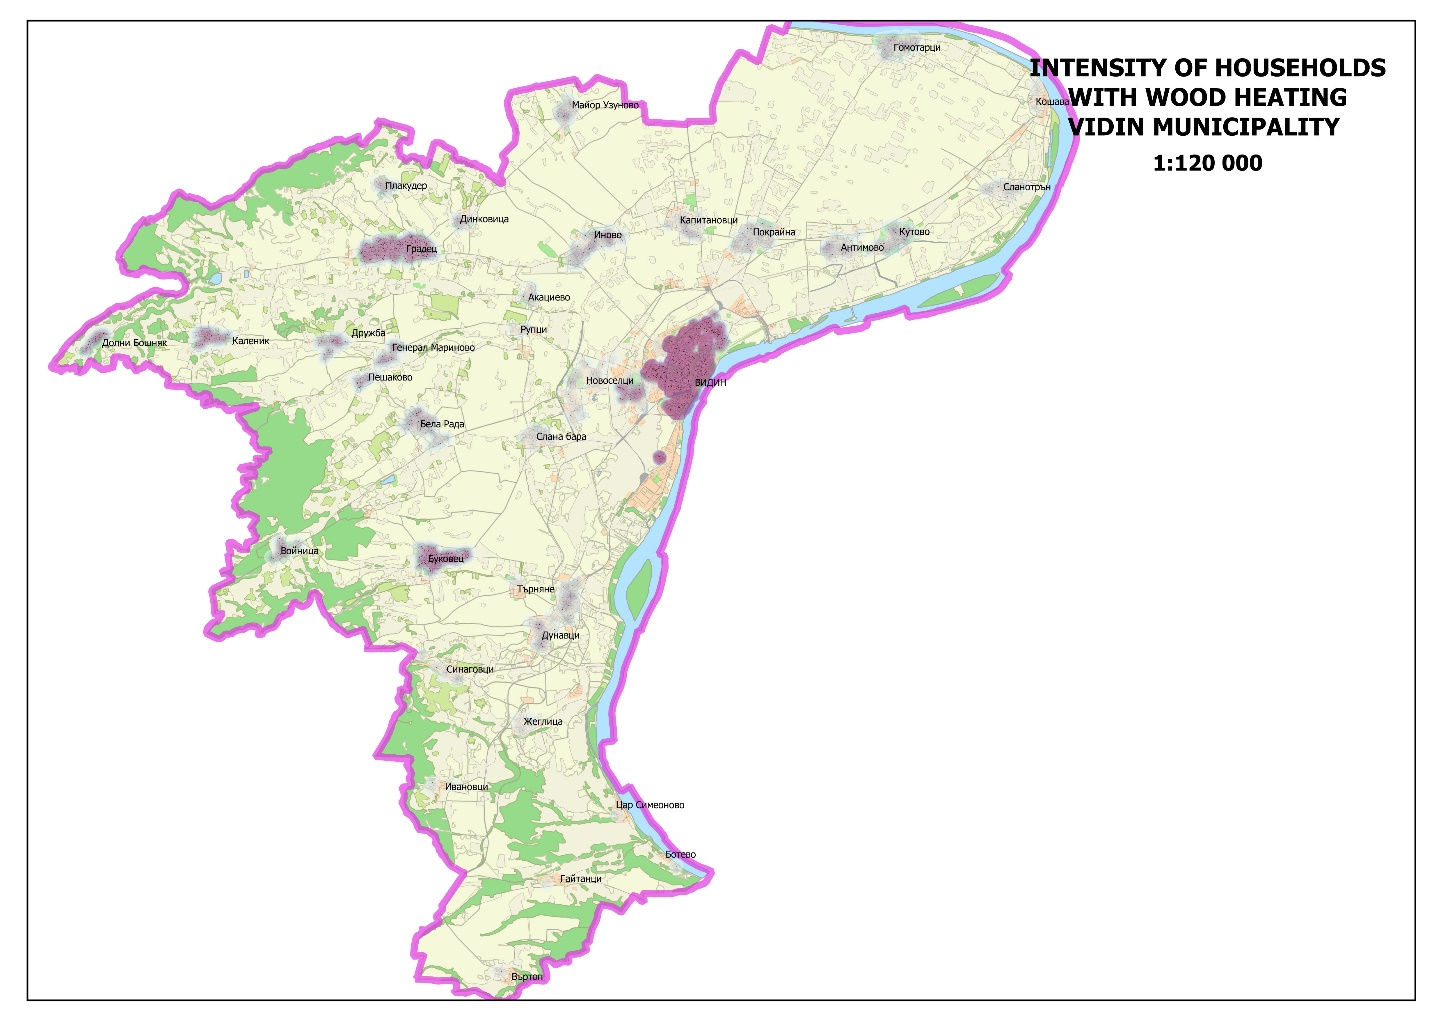 INTENSITY OF HOUSEHOLDS
WITH WOOD HEATING
VIDIN MUNICIPALITY
1:120 000
Гомотарци
Кошава
Майор Узуново
Плакудер
Сланотрън
Динковица
Капитановци
Иново
Покрайна
Кутово
Градец
Антимово
Акациево
Рупци
Дружба
Долни Бошняк
Каленик
Генерал Мариново
Пешаково
Новоселци
ВИДИН
Бела Рада
Слана бара
Войница
Буковец
Търняне
Дунавци
Синаговци
Жеглица
Ивановци
Цар Симеоново
Ботево
Гайтанци
Въртоп